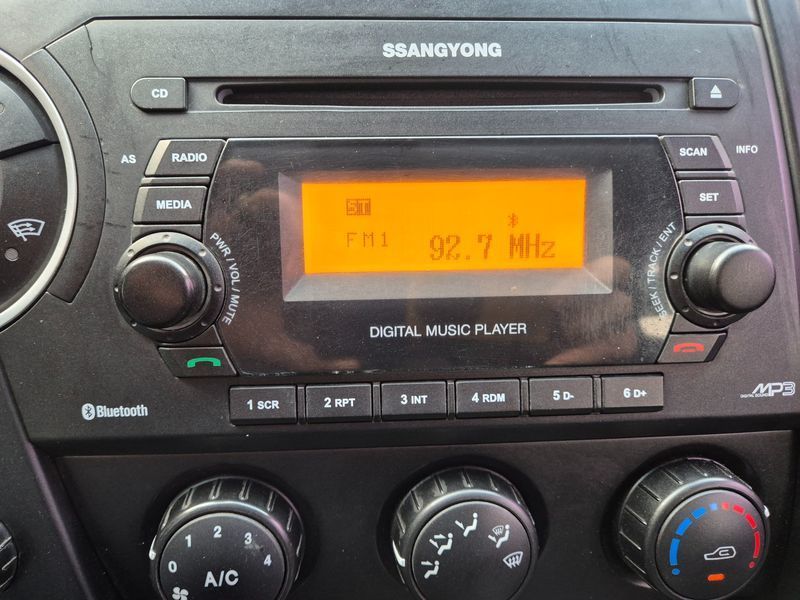 SSANGYONG
CD
AS
RADIO
SCAN
INFO
MEDIA
SET
ST
FM1
92.7 MHz
PWR / VOL / MUTE
SEEK / TRACK / ENT
DIGITAL MUSIC PLAYER
Bluetooth
1 SCR
2 RPT
3 INT
4 RDM
5 D-
6 D+
MP3
DIGITAL SOUND
0 1 2 3 4
A/C